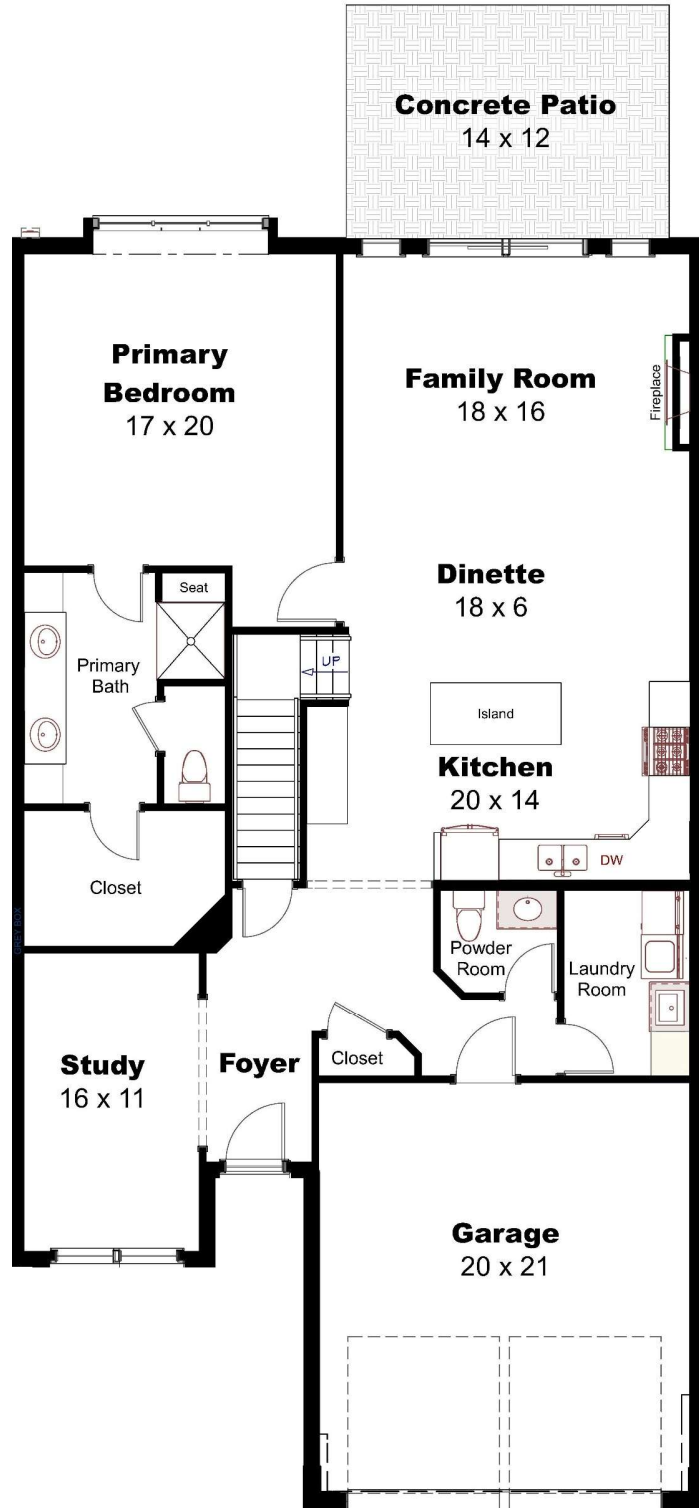 Concrete Patio
14 x 12
Primary
Bedroom
17 x 20
Family Room
18 x 16
Fireplace
Dinette
18 x 6
Seat
Primary
Bath
UP
Island
Kitchen
20 x 14
DW
Closet
GREY BOX
Powder
Room
Laundry
Room
Study
16 x 11
Foyer
Closet
Garage
20 x 21